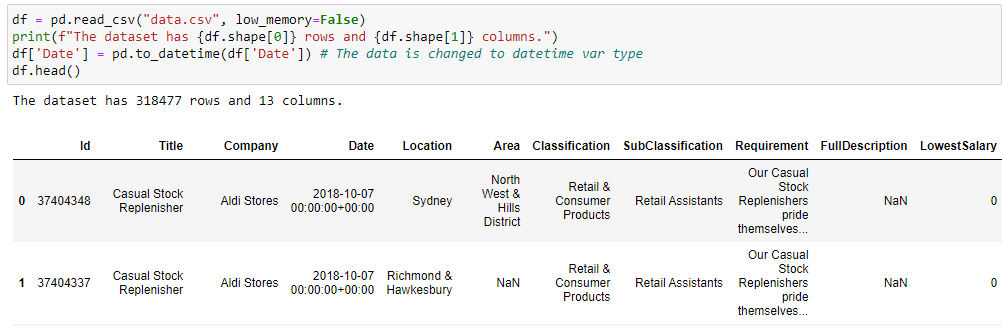 df = pd.read_csv("data.csv", low_memory=False)
print(f"The dataset has {df.shape[0]} rows and {df.shape[1]} columns.")
df['Date'] = pd.to_datetime(df['Date']) # The data is changed to datetime var type
df.head()
The dataset has 318477 rows and 13 columns.
Id Title Company Date Location Area Classification SubClassification Requirement FullDescription LowestSalary
0 37404348 Casual Stock Replenisher Aldi Stores 2018-10-07 00:00:00+00:00 Sydney North West & Hills District Retail & Consumer Products Retail Assistants Our Casual Stock Replenishers pride themselves... NaN 0
1 37404337 Casual Stock Replenisher Aldi Stores 2018-10-07 00:00:00+00:00 Richmond & Hawkesbury NaN Retail & Consumer Products Retail Assistants Our Casual Stock Replenishers pride themselves... NaN 0